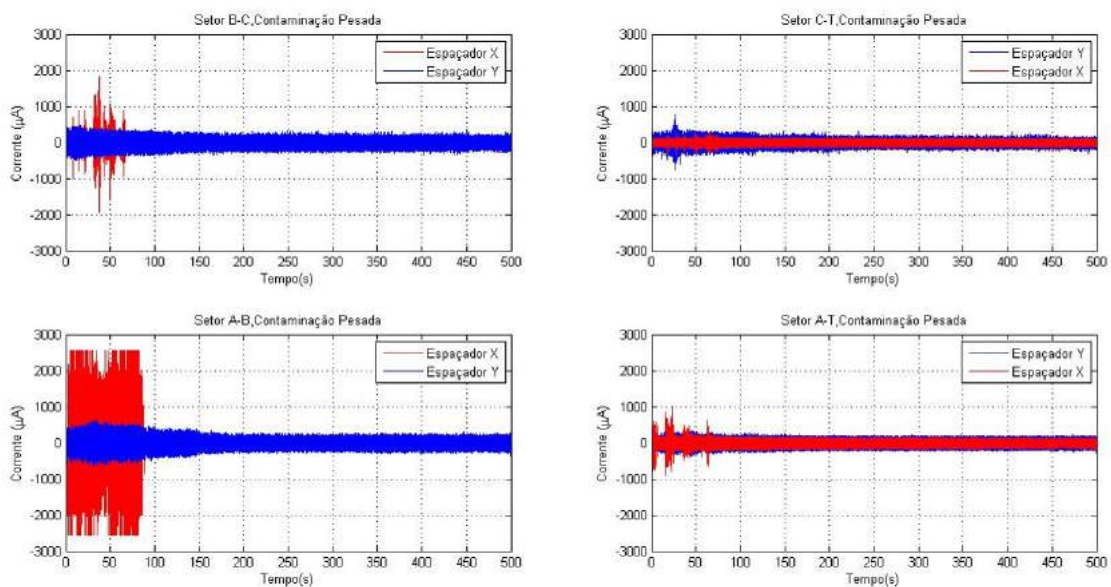 Setor B-C,Contaminação Pesada
3000
2000
1000
0
-1000
-2000
-3000
Corrente (µA)
Espaçador X
Espaçador Y
0 50 100 150 200 250 300 350 400 450 500
Tempo(s)
Setor C-T,Contaminação Pesada
3000
2000
1000
0
-1000
-2000
-3000
Corrente (µA)
Espaçador Y
Espaçador X
0 50 100 150 200 250 300 350 400 450 500
Tempo(s)
Setor A-B,Contaminação Pesada
3000
2000
1000
0
-1000
-2000
-3000
Corrente (µA)
Espaçador X
Espaçador Y
0 50 100 150 200 250 300 350 400 450 500
Tempo(s)
Setor A-T,Contaminação Pesada
3000
2000
1000
0
-1000
-2000
-3000
Corrente (µA)
Espaçador Y
Espaçador X
0 50 100 150 200 250 300 350 400 450 500
Tempo(s)